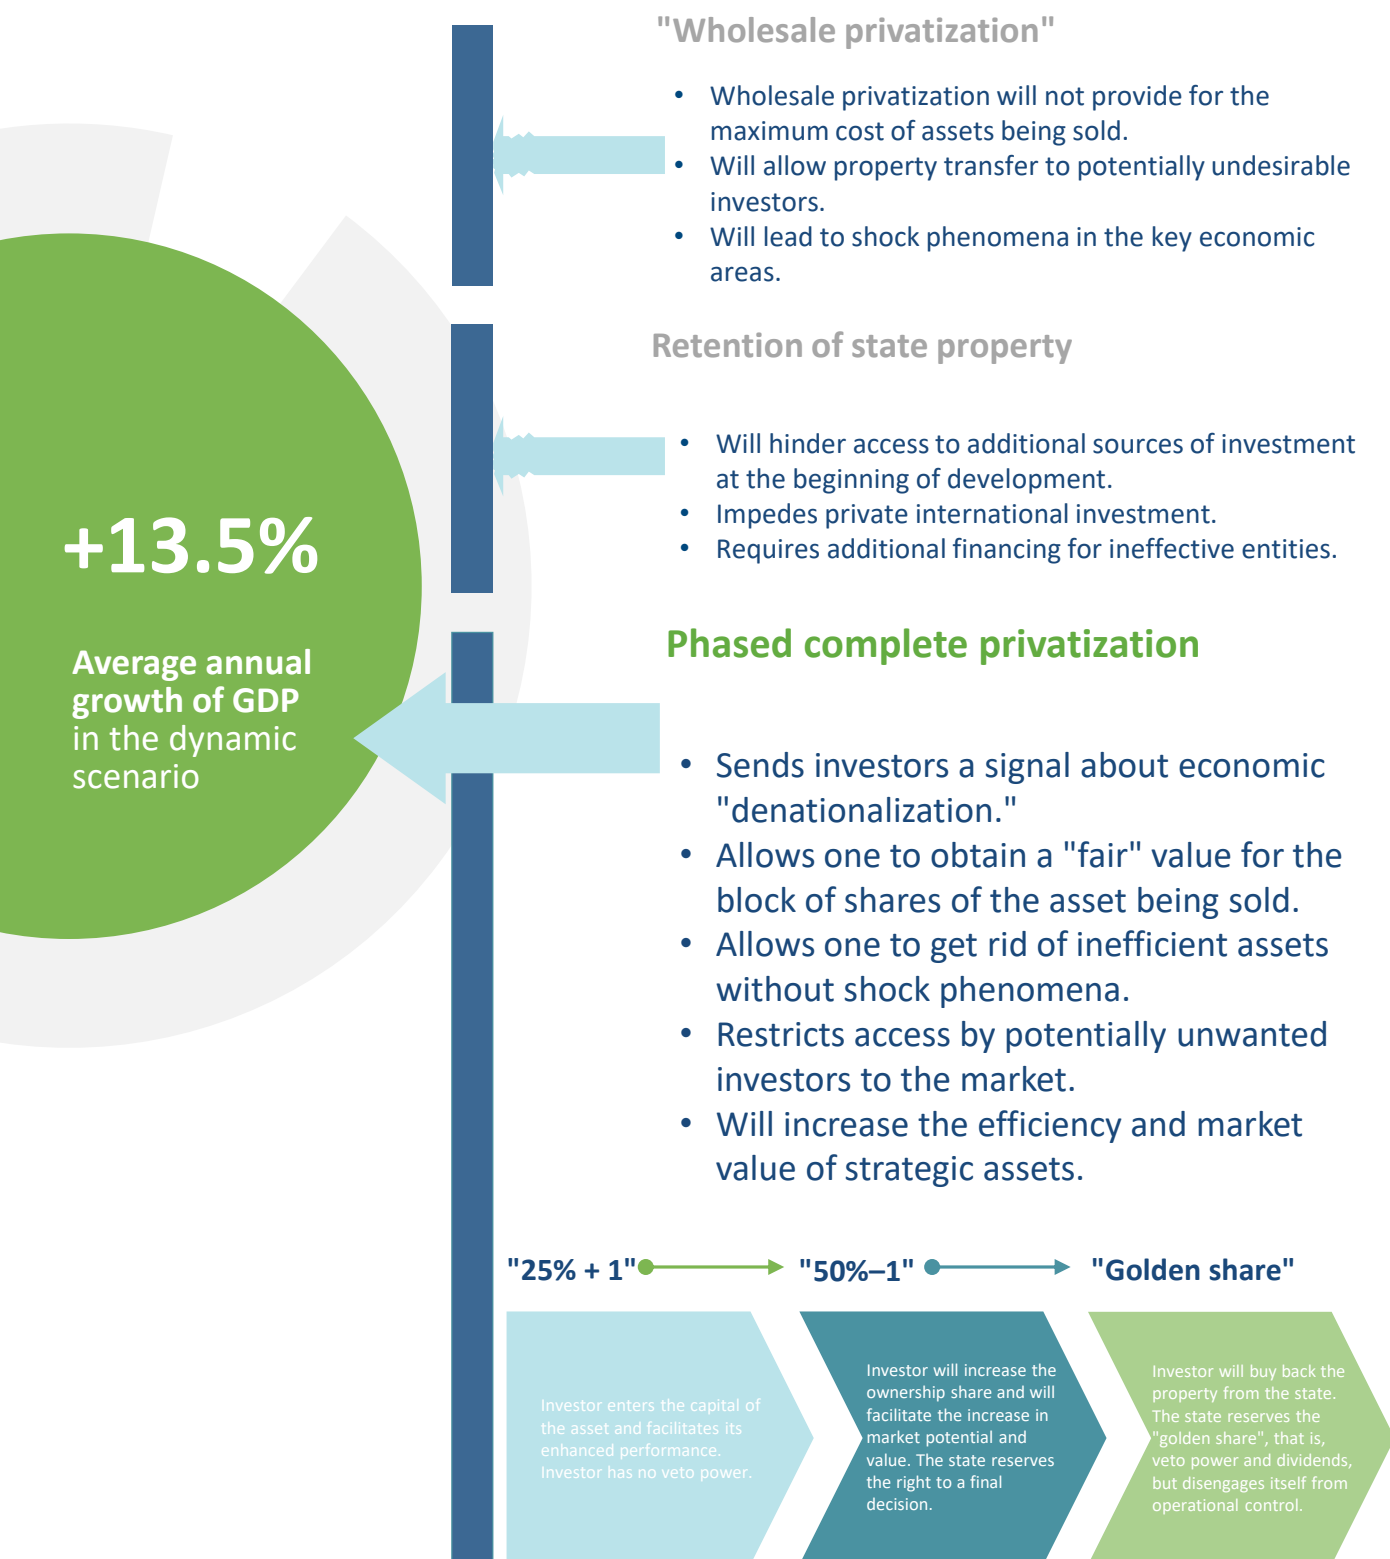 "Wholesale privatization"
• Wholesale privatization will not provide for the
maximum cost of assets being sold.
• Will allow property transfer to potentially undesirable
investors.
• Will lead to shock phenomena in the key economic
areas.
Retention of state property
• Will hinder access to additional sources of investment
at the beginning of development.
• Impedes private international investment.
• Requires additional financing for ineffective entities.
+13.5%
Average annual
growth of GDP
in the dynamic
scenario
Phased complete privatization
• Sends investors a signal about economic
"denationalization."
• Allows one to obtain a "fair" value for the
block of shares of the asset being sold.
• Allows one to get rid of inefficient assets
without shock phenomena.
• Restricts access by potentially unwanted
investors to the market.
• Will increase the efficiency and market
value of strategic assets.
"25% + 1"
"50%–1"
"Golden share"
Investor enters the capital of
the asset and facilitates its
enhanced performance.
Investor has no veto power.
Investor will increase the
ownership share and will
facilitate the increase in
market potential and
value. The state reserves
the right to a final
decision.
Investor will buy back the
property from the state.
The state reserves the
"golden share", that is,
veto power and dividends,
but disengages itself from
operational control.